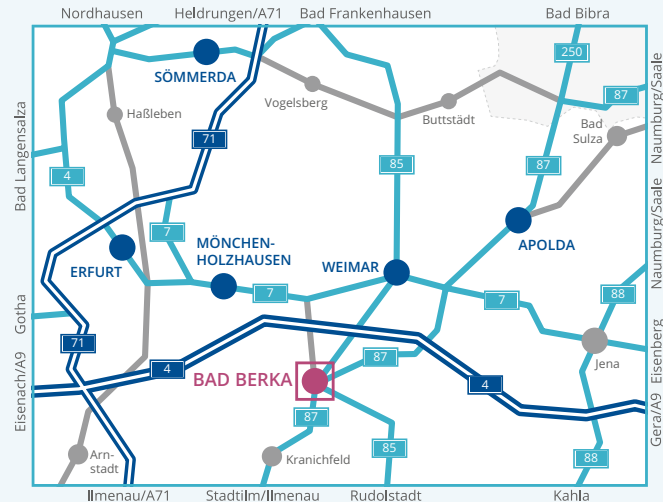 Nordhausen
Heldrungen/A71
Bad Frankenhausen
Bad Bibra
250
SÖMMERDA
87
Vogelsberg
Haßleben
Buttstädt
Bad
Sulza
71
85
87
4
7
MÖNCHEN-
HOLZHAUSEN
ERFURT
WEIMAR
APOLDA
7
7
88
71
4
BAD BERKA
87
4
Jena
87
85
88
Arn-
stadt
Kranichfeld
Bad Langensalza
Gotha
Eisenach/A9
Naumburg/Saale
Naumburg/Saale
Eisenberg
Gera/A9
Ilmenau/A71
Stadtilm/Ilmenau
Rudolstadt
Kahla